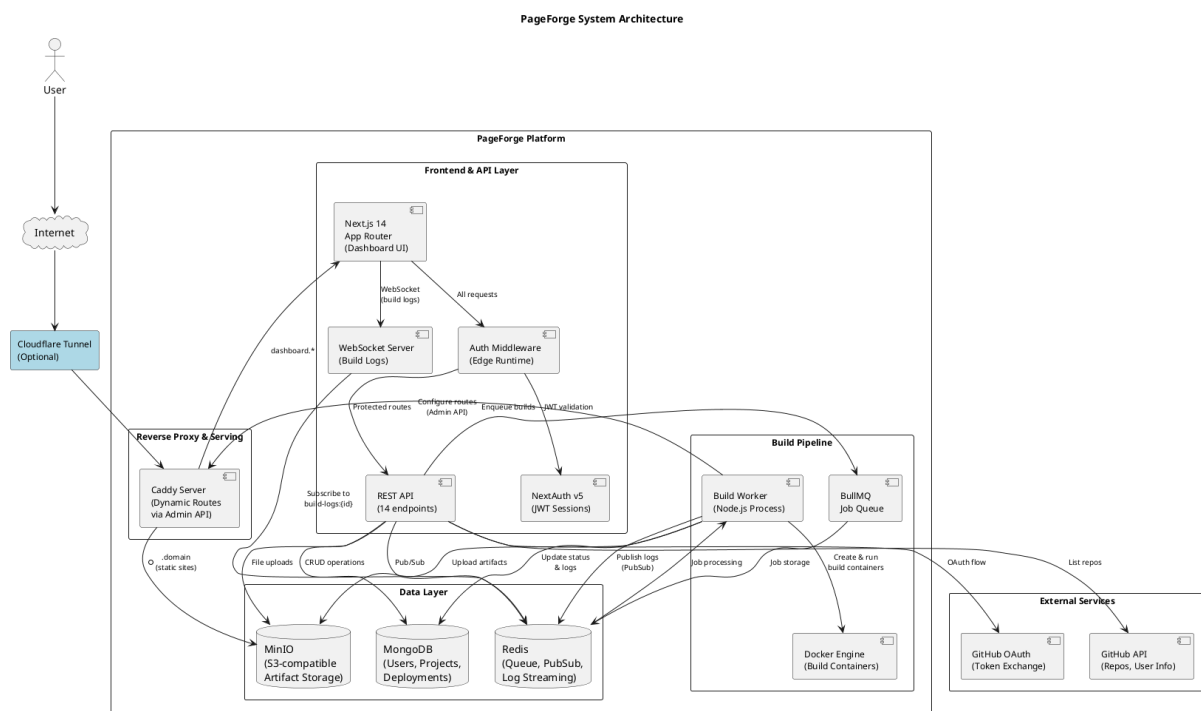 PageForge System Architecture
User
PageForge Platform
Frontend & API Layer
Next.js 14
App Router
(Dashboard UI)
Internet
WebSocket
(build logs)
All requests
Cloudflare Tunnel
(Optional)
WebSocket Server
(Build Logs)
Auth Middleware
(Edge Runtime)
dashboard.*
Protected routes
Configure routes
(Admin API)
Enqueue builds
JWT validation
Reverse Proxy & Serving
Build Pipeline
Caddy Server
(Dynamic Routes
via Admin API)
Subscribe to
build-logs:{id}
REST API
(14 endpoints)
NextAuth v5
(JWT Sessions)
Build Worker
(Node.js Process)
BullMQ
Job Queue
.domain
(static sites)
File uploads
CRUD operations
Pub/Sub
Upload artifacts
Update status
& logs
Publish logs
(PubSub)
Job processing
Job storage
Create & run
build containers
OAuth flow
List repos
Data Layer
External Services
MinIO
(S3-compatible
Artifact Storage)
MongoDB
(Users, Projects,
Deployments)
Redis
(Queue, PubSub,
Log Streaming)
Docker Engine
(Build Containers)
GitHub OAuth
(Token Exchange)
GitHub API
(Repos, User Info)